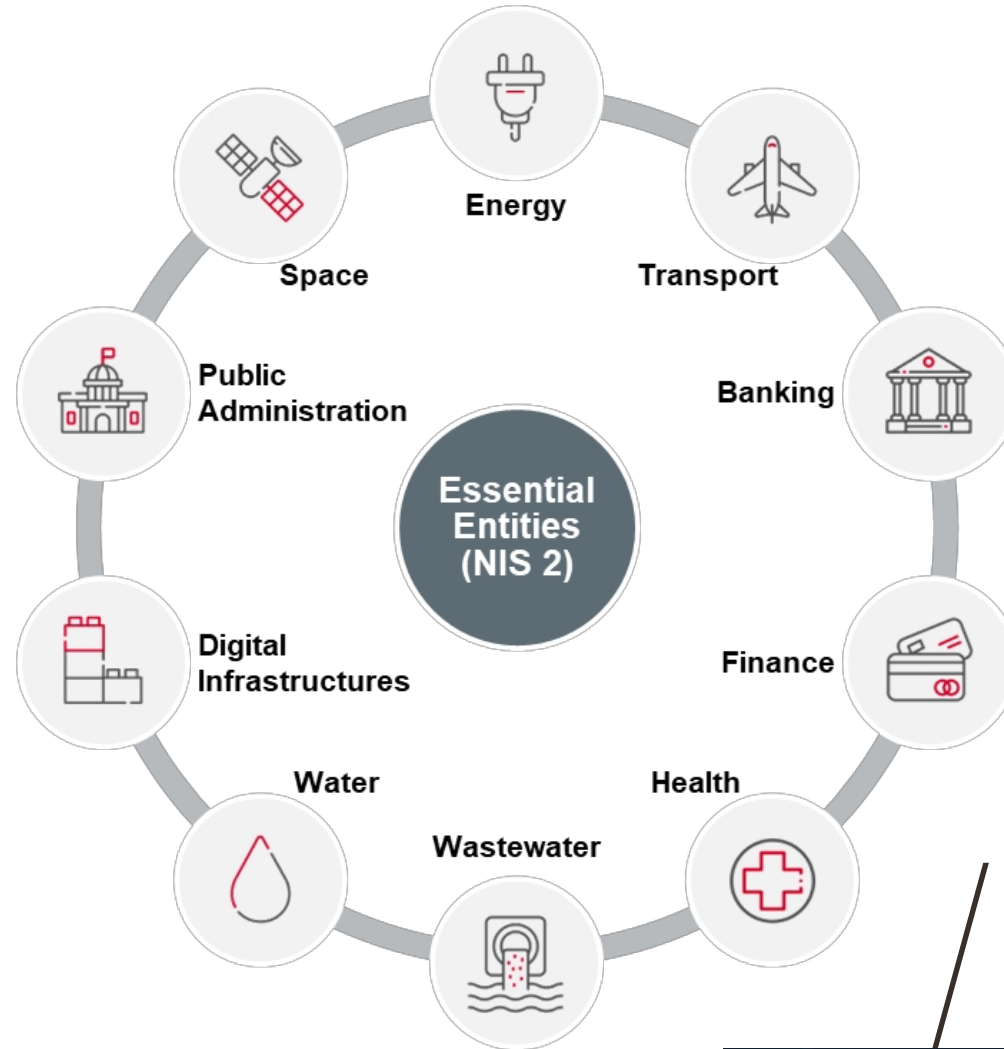 Energy
Space
Transport
Public
Administration
Banking
Essential
Entities
(NIS 2)
Digital
Infrastructures
Finance
Water
Health
Wastewater